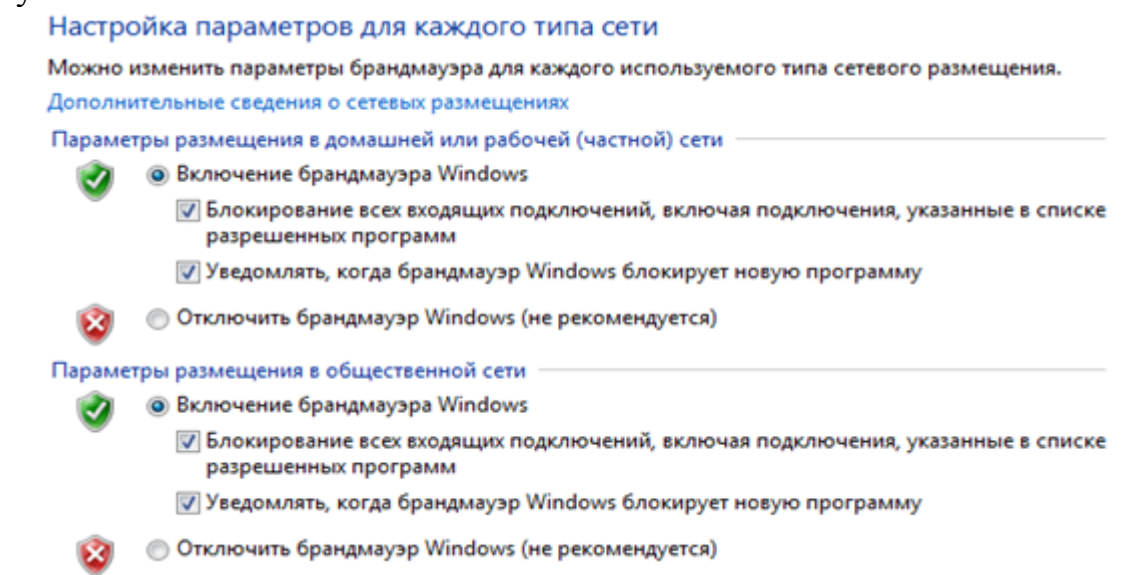 Настройка параметров для каждого типа сети
Можно изменить параметры брандмауэра для каждого используемого типа сетевого размещения.
Дополнительные сведения о сетевых размещениях
Параметры размещения в домашней или рабочей (частной) сети
Включение брандмауэра Windows
Блокирование всех входящих подключений, включая подключения, указанные в списке
разрешенных программ
Уведомлять, когда брандмауэр Windows блокирует новую программу
Отключить брандмауэр Windows (не рекомендуется)
Параметры размещения в общественной сети
Включение брандмауэра Windows
Блокирование всех входящих подключений, включая подключения, указанные в списке
разрешенных программ
Уведомлять, когда брандмауэр Windows блокирует новую программу
Отключить брандмауэр Windows (не рекомендуется)